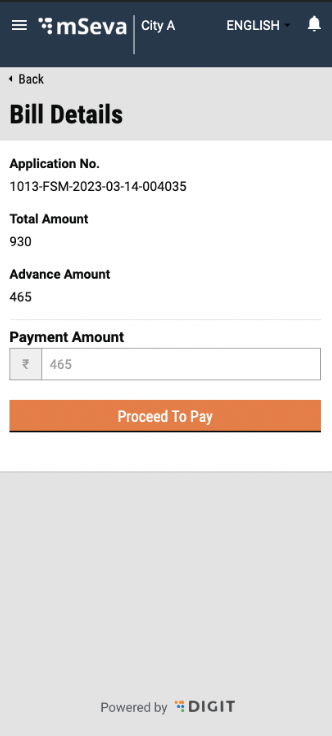 mSeva City A ENGLISH
Back
Bill Details
Application No.
1013-FSM-2023-03-14-004035
Total Amount
930
Advance Amount
465
Payment Amount
₹ 465
Proceed To Pay
Powered by DIGIT